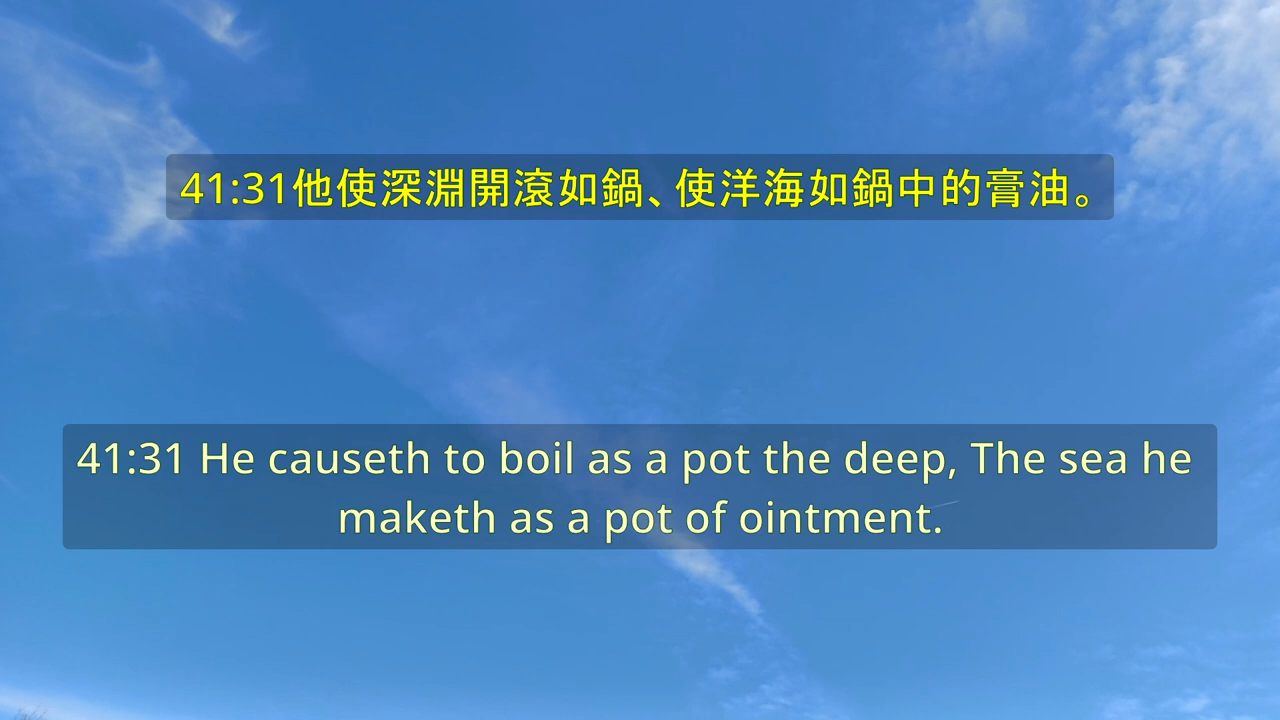 41:31他使深淵開滾如鍋、使洋海如鍋中的膏油。
41:31 He causeth to boil as a pot the deep, The sea he
maketh as a pot of ointment.